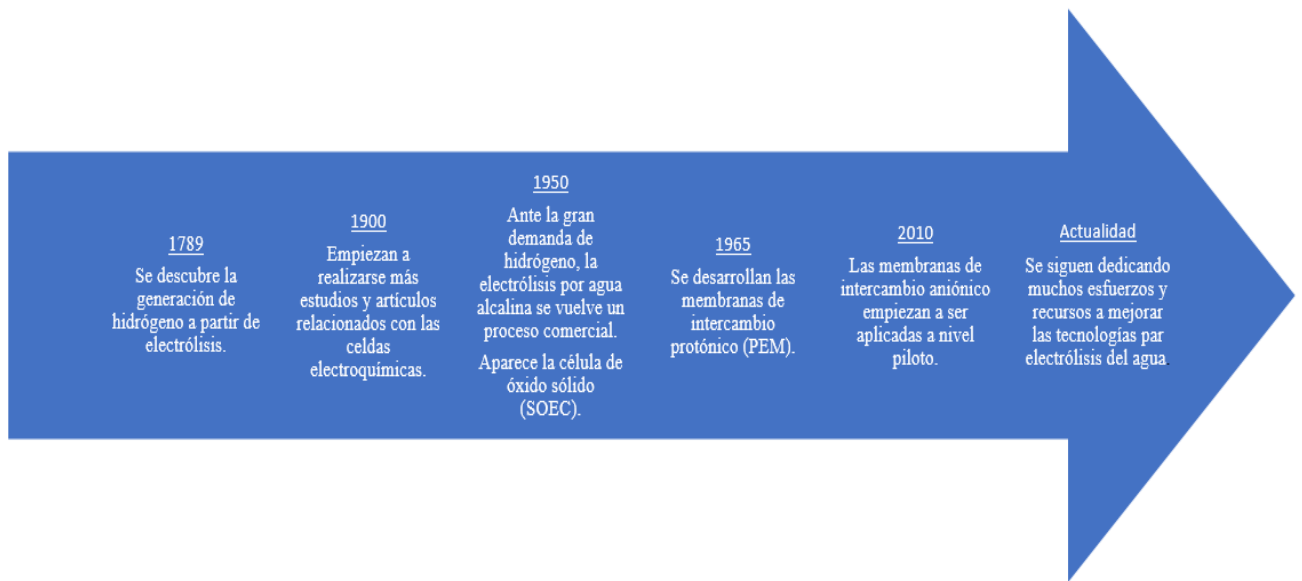 1789
Se descubre la
generación de
hidrógeno a partir de
electrólisis.
1900
Empiezan a
realizarse más
estudios y artículos
relacionados con las
celdas
electroquímicas.
1950
Ante la gran
demanda de
hidrógeno, la
electrólisis por agua
alcalina se vuelve un
proceso comercial.
Aparece la célula de
óxido sólido
(SOEC).
1965
Se desarrollan las
membranas de
intercambio
protónico (PEM).
2010
Las membranas de
intercambio aniónico
empiezan a ser
aplicadas a nivel
piloto.
Actualidad
Se siguen dedicando
muchos esfuerzos y
recursos a mejorar
las tecnologías par
electrólisis del agua.